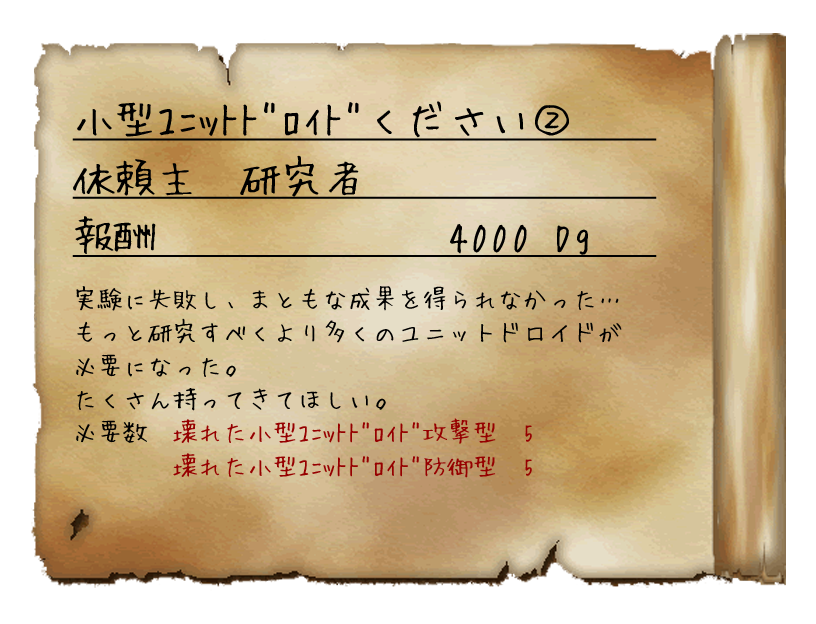 小型ﾕﾆｯﾄﾄﾞﾛｲﾄﾞください②
依頼主　研究者
報酬　4000 Dg
実験に失敗し、まともな成果を得られなかった…
もっと研究すべくより多くのユニットドロイドが
必要になった。
たくさん持ってきてほしい。
必要数　壊れた小型ﾕﾆｯﾄﾄﾞﾛｲﾄﾞ攻撃型　5
壊れた小型ﾕﾆｯﾄﾄﾞﾛｲﾄﾞ防御型　5